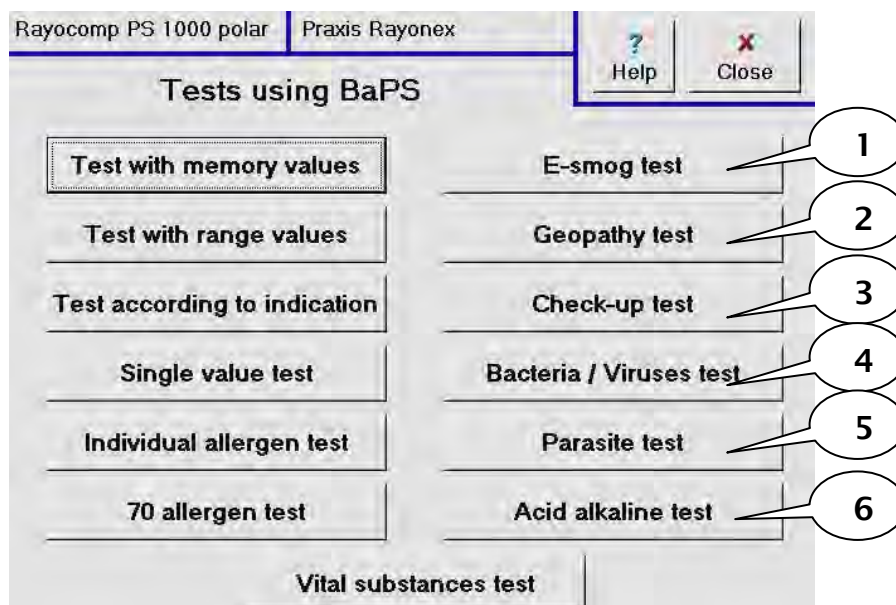 Rayocomp PS 1000 polar
Praxis Rayonex
?
Help
x
Close
Tests using BaPS
Test with memory values
E-smog test
1
Test with range values
Geopathy test
2
Test according to indication
Check-up test
3
Single value test
Bacteria / Viruses test
4
Individual allergen test
Parasite test
5
70 allergen test
Acid alkaline test
6
Vital substances test